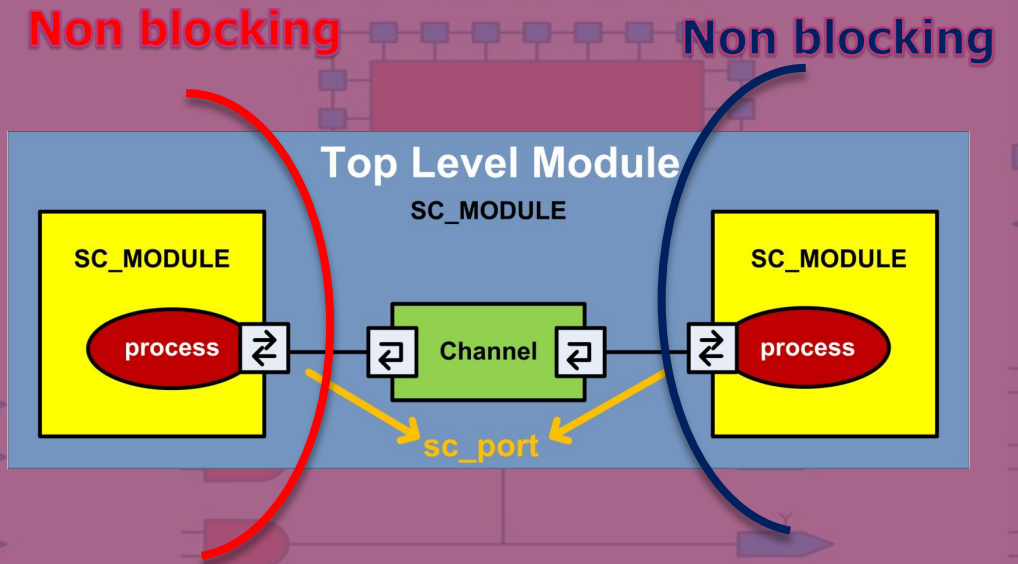 Non blocking
Non blocking
Top Level Module
SC_MODULE
SC_MODULE
SC_MODULE
process
Channel
process
sc_port
Y